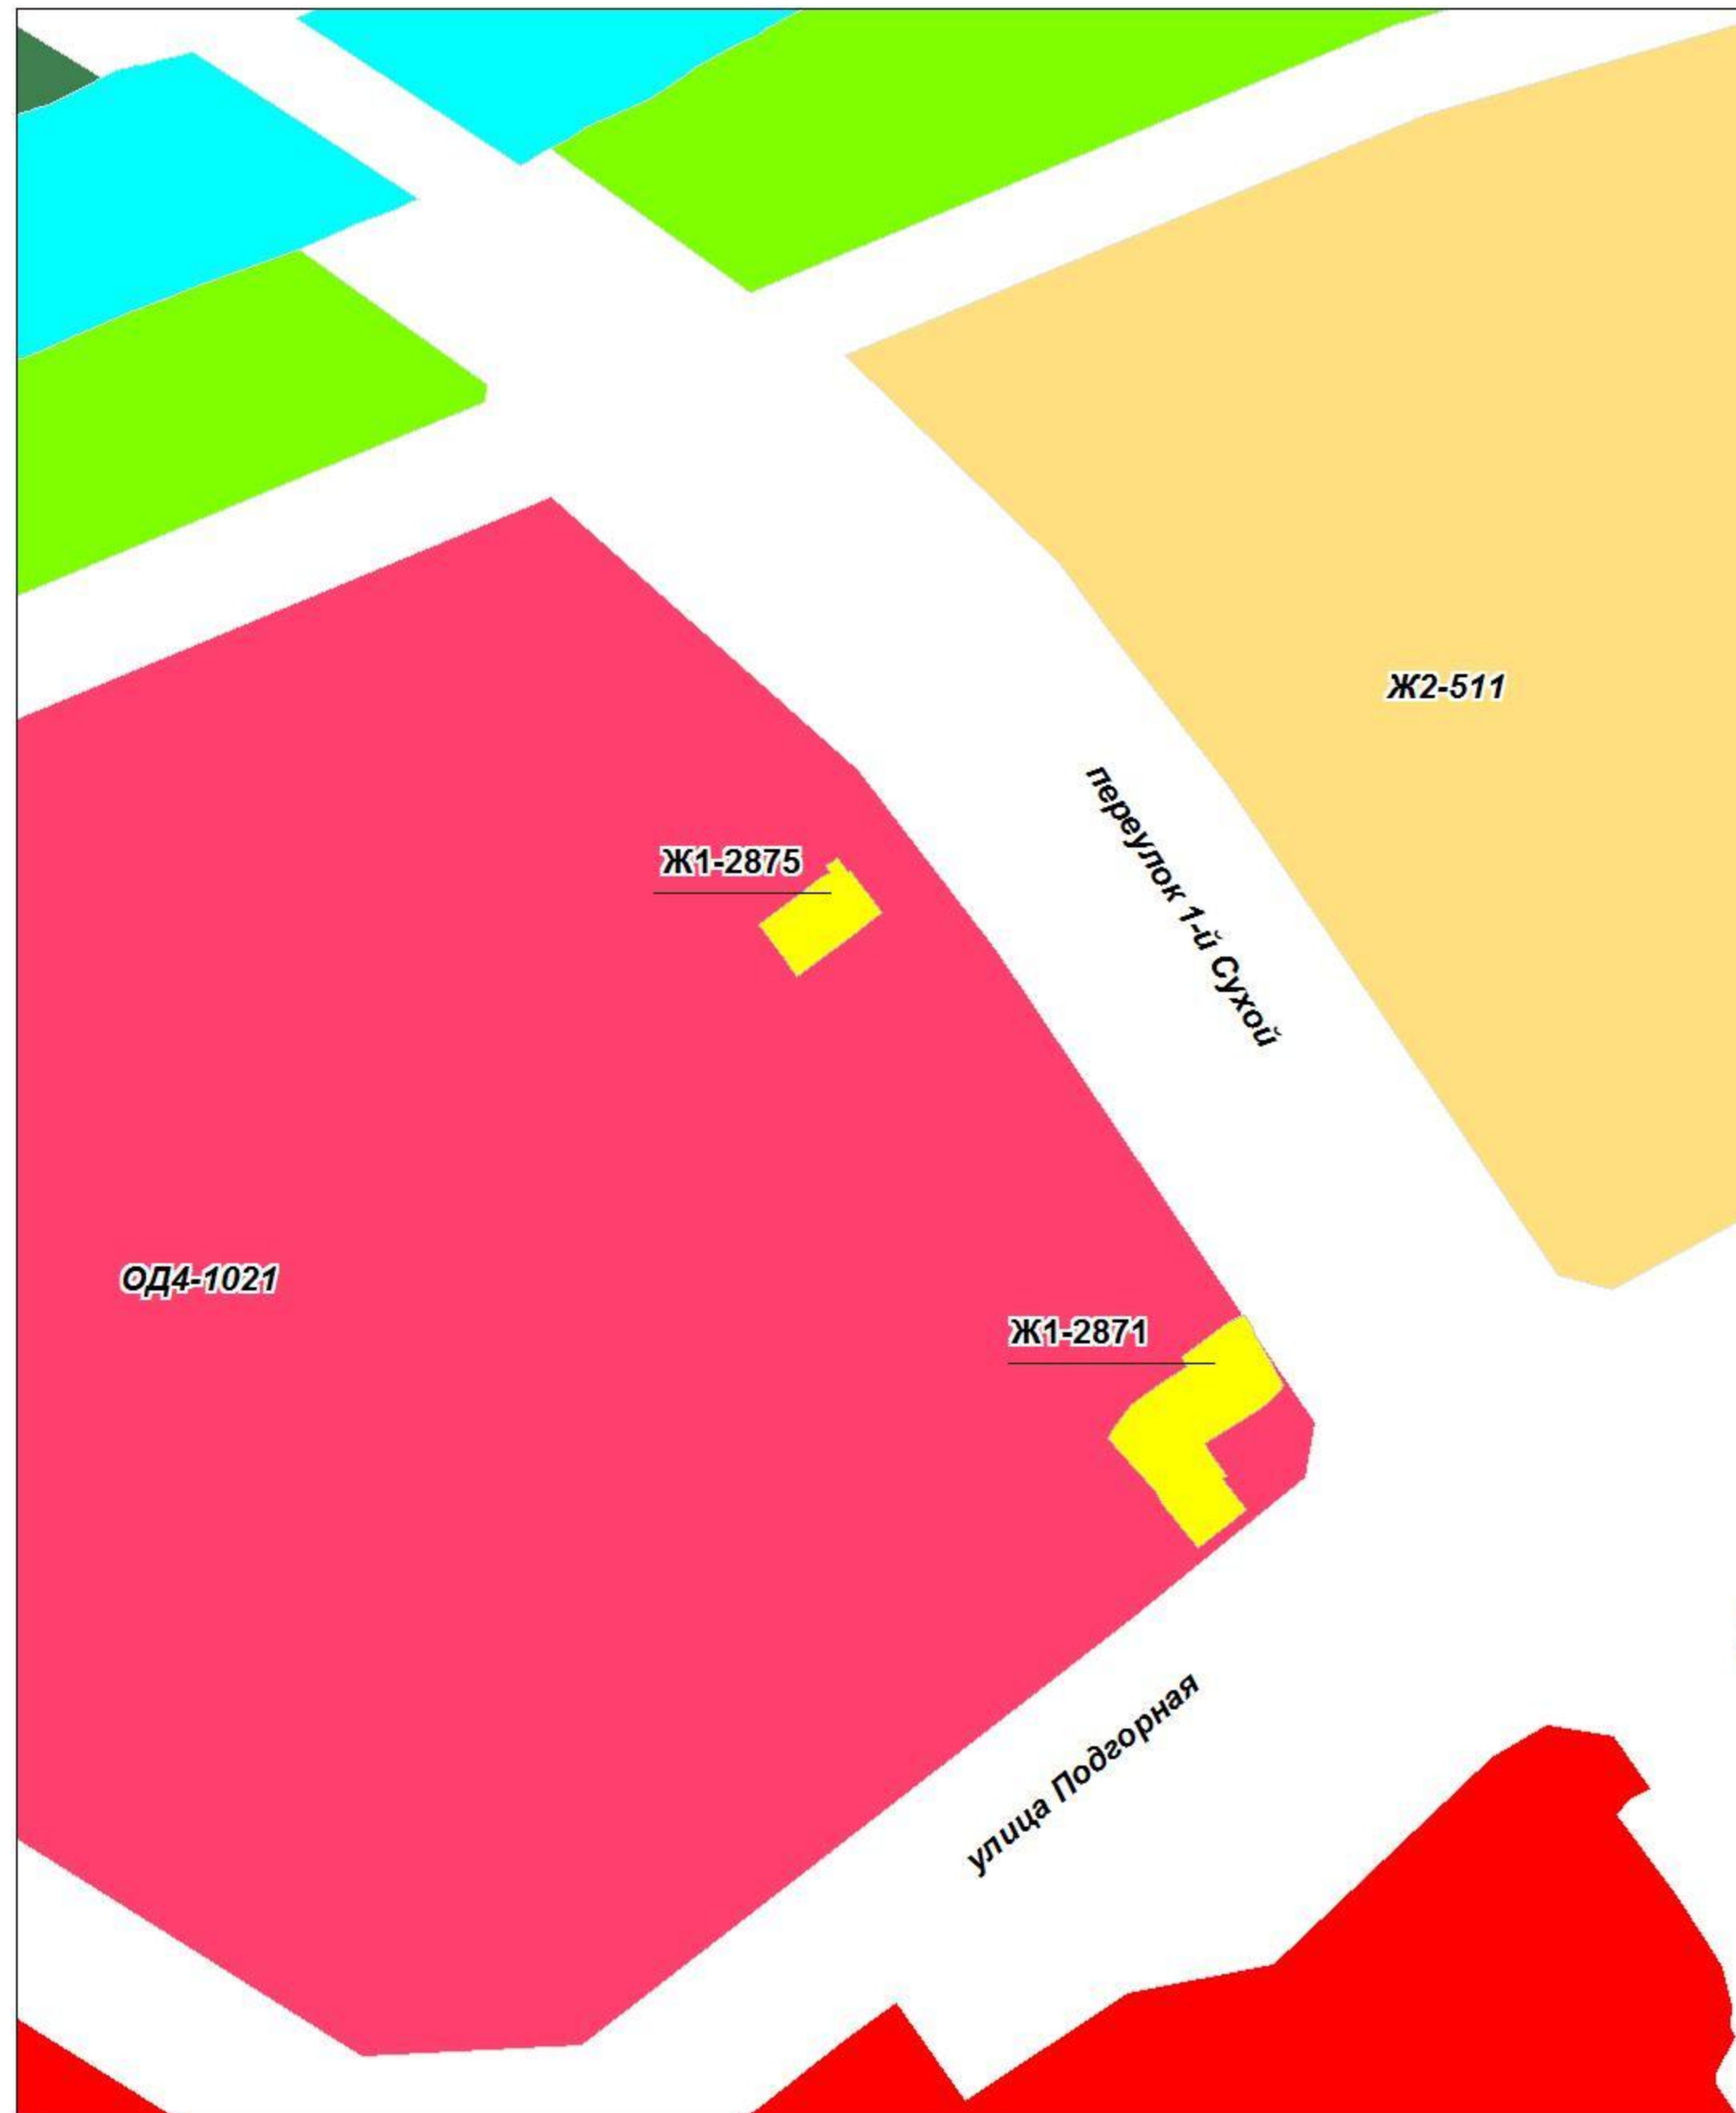 Ж2-511
переулок 1-й Сухой
Ж1-2875
ОД4-1021
Ж1-2871
улица Подгорная